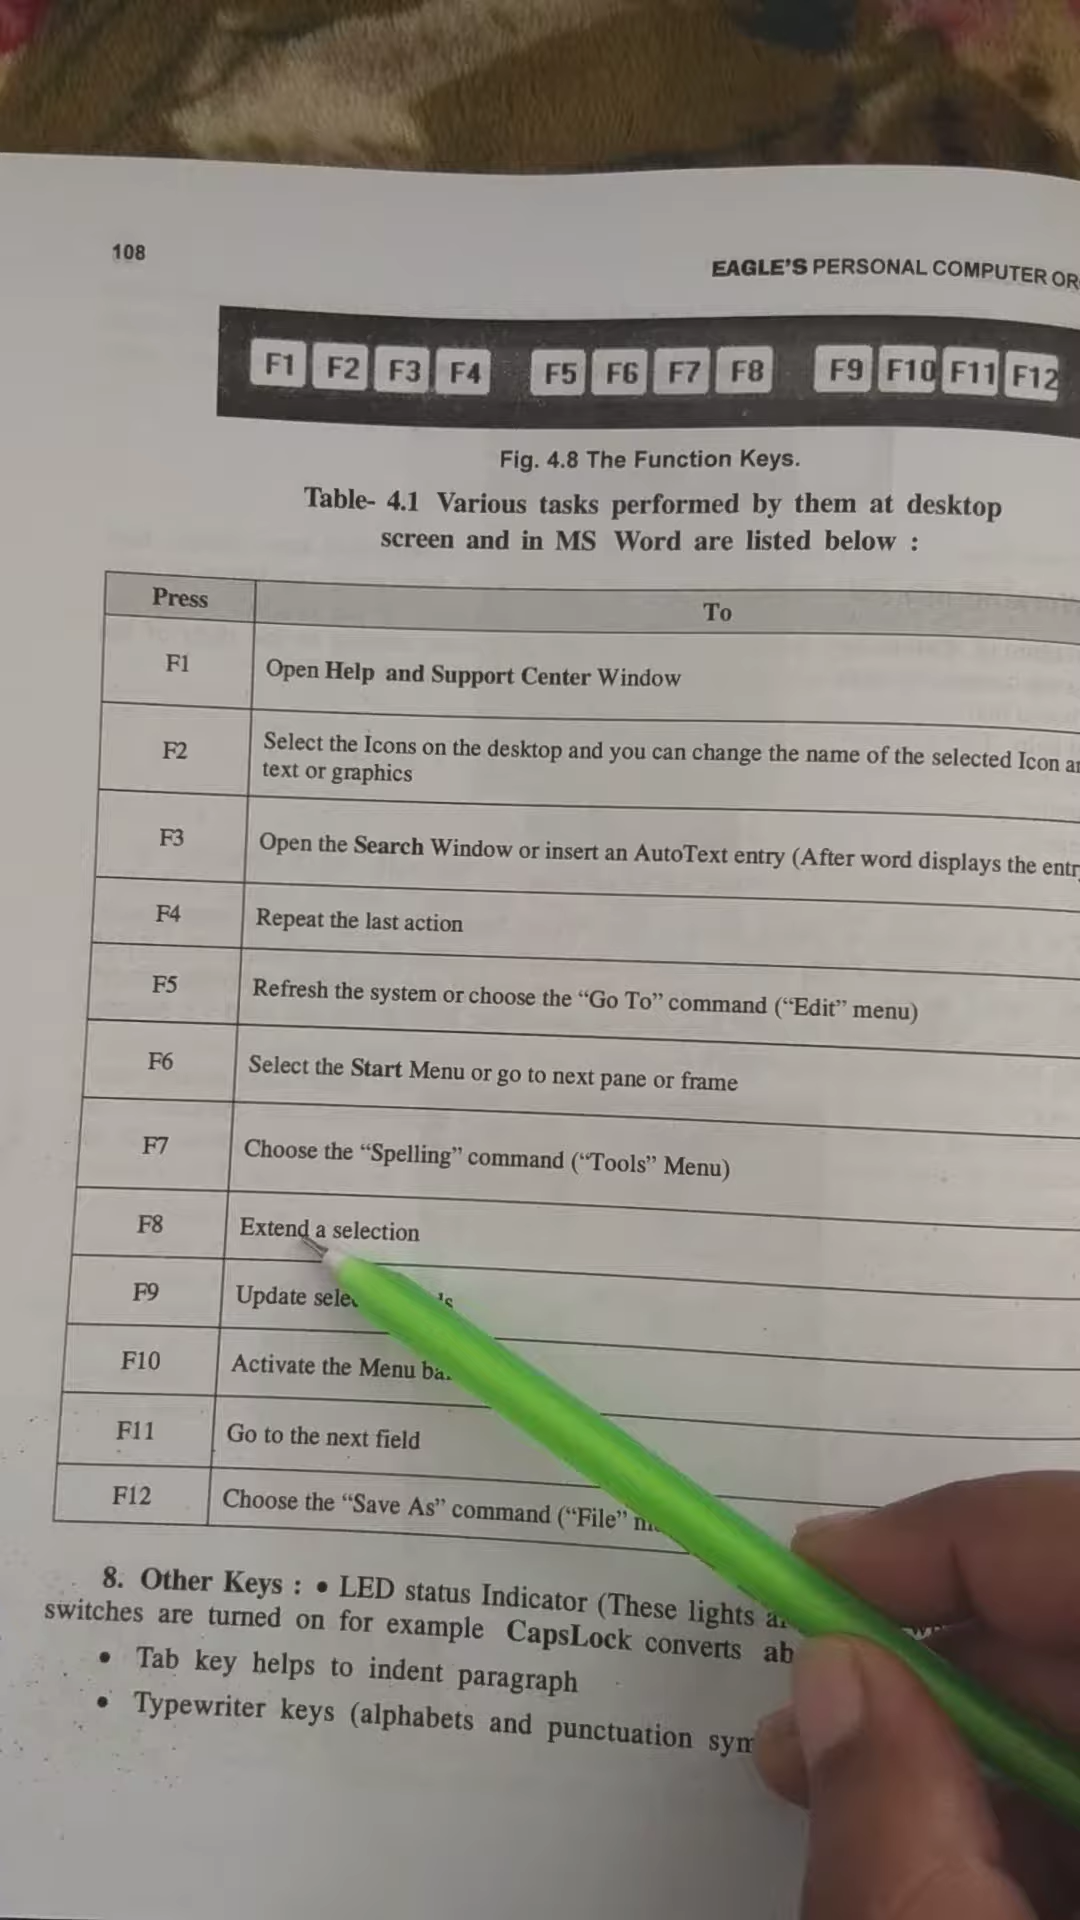 108
EAGLE'S PERSONAL COMPUTER
F1 F2 F3 F4 F5 F6 F7 F8 F9 F10 F11 F12
Fig. 4.8 The Function Keys.
Table- 4.1 Various tasks performed by them at desktop
screen and in MS Word are listed below :
Press To
F1 Open Help and Support Center Window
F2 Select the Icons on the desktop and you can change the name of the selected Icon
text or graphics
F3 Open the Search Window or insert an AutoText entry (After word displays the
F4 Repeat the last action
F5 Refresh the system or choose the “Go To” command (“Edit” menu)
F6 Select the Start Menu or go to next pane or frame
F7 Choose the “Spelling” command (“Tools” Menu)
F8 Extend a selection
F9 Update
F10 Activate the Menu
F11 Go to the next field
F12 Choose the “Save As” command (“File”
8. Other Keys : • LED status Indicator (These lights
switches are turned on for example CapsLock converts
• Tab key helps to indent paragraph
• Typewriter keys (alphabets and punctuation